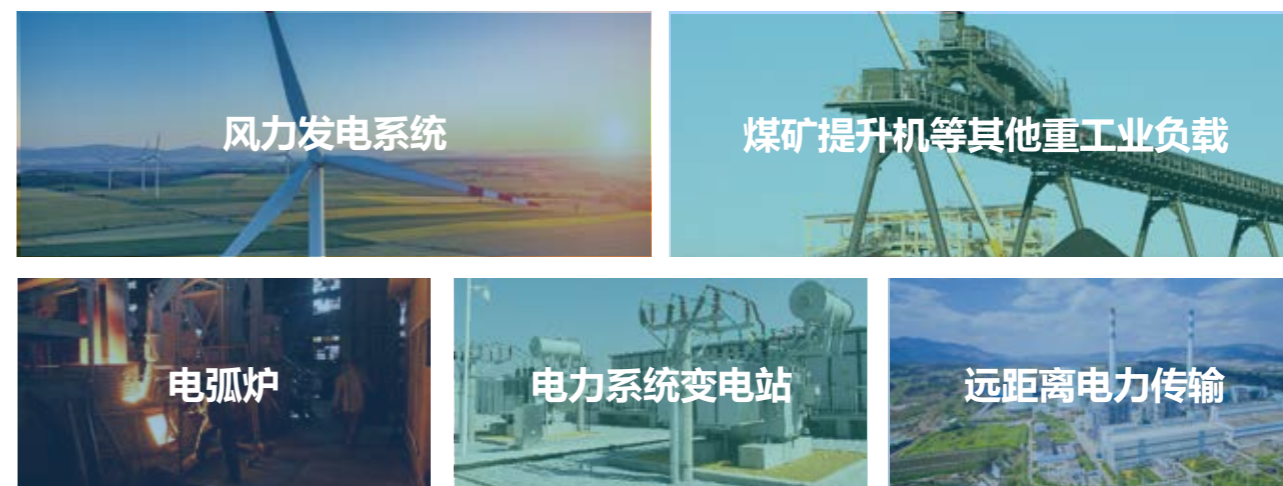 风力发电系统
煤矿提升机等其他重工业负载
电弧炉
电力系统变电站
远距离电力传输